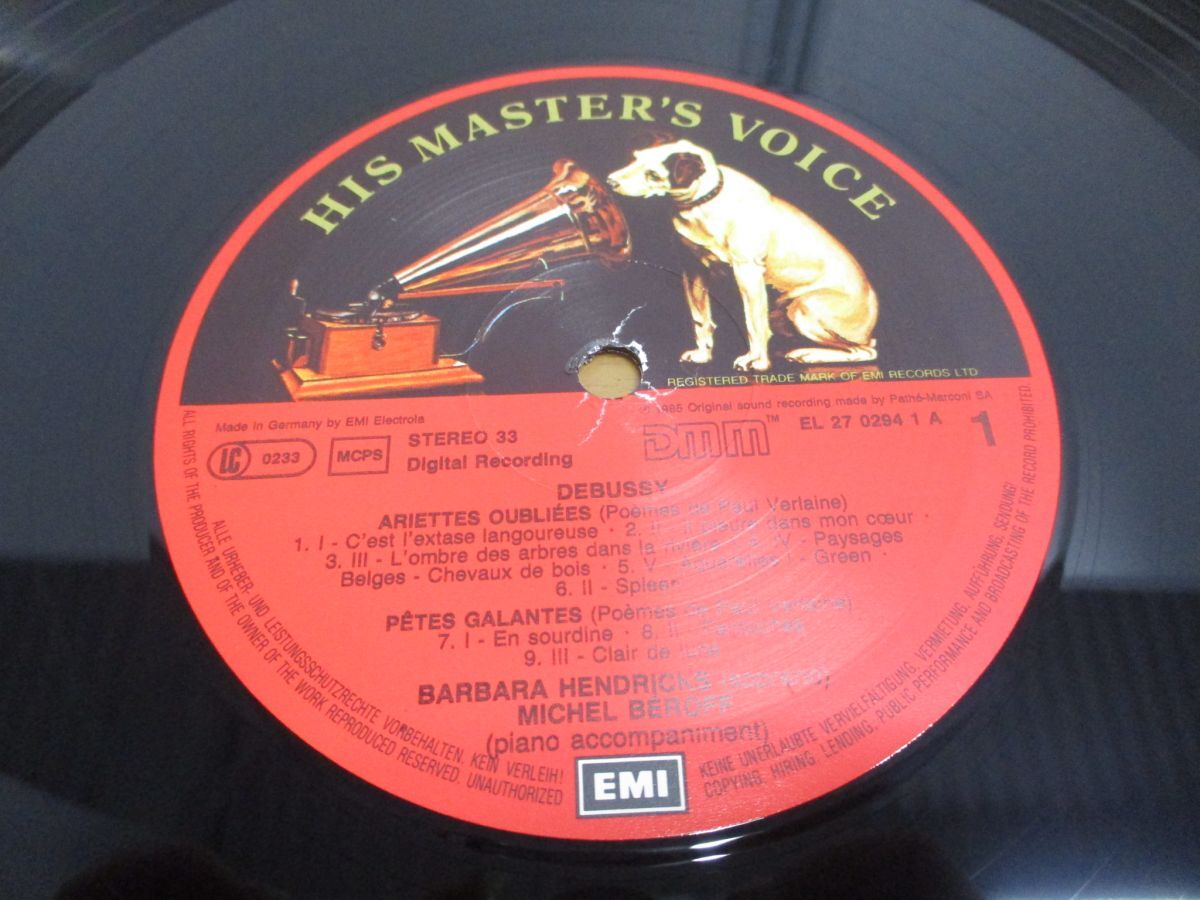 HIS MASTER'S VOICE
REGISTERED TRADE MARK OF EMI RECORDS LTD
Made in Germany by EMI Electrola
℗ 1985 Original sound recording made by Pathé-Marconi SA
LC 0233
MCPS
STEREO 33
Digital Recording
DMM™
EL 27 0294 1 A
1
DEBUSSY
ARIETTES OUBLIÉES (Poèmes de Paul Verlaine)
1. I - C'est l'extase langoureuse · 2. II - Il pleure dans mon cœur ·
3. III - L'ombre des arbres dans la rivière · 4. IV - Paysages
Belges - Chevaux de bois · 5. V - Aquarelles I - Green
6. II - Spleen
PÊTES GALANTES (Poèmes de Paul Verlaine)
7. I - En sourdine · 8. II - Fantoches
9. III - Clair de lune
BARBARA HENDRICKS (soprano)
MICHEL BÉROFF
(piano accompaniment)
EMI
ALL RIGHTS OF THE PRODUCER AND OF THE OWNER OF THE WORK REPRODUCED RESERVED. UNAUTHORIZED
COPYING, HIRING, LENDING, PUBLIC PERFORMANCE AND BROADCASTING OF THE RECORD PROHIBITED
ALLE URHEBER- UND LEISTUNGSSCHUTZRECHTE VORBEHALTEN. KEIN VERLEIH!
KEINE UNERLAUBTE VERVIELFÄLTIGUNG, VERMIETUNG, AUFFÜHRUNG, SENDUNG!